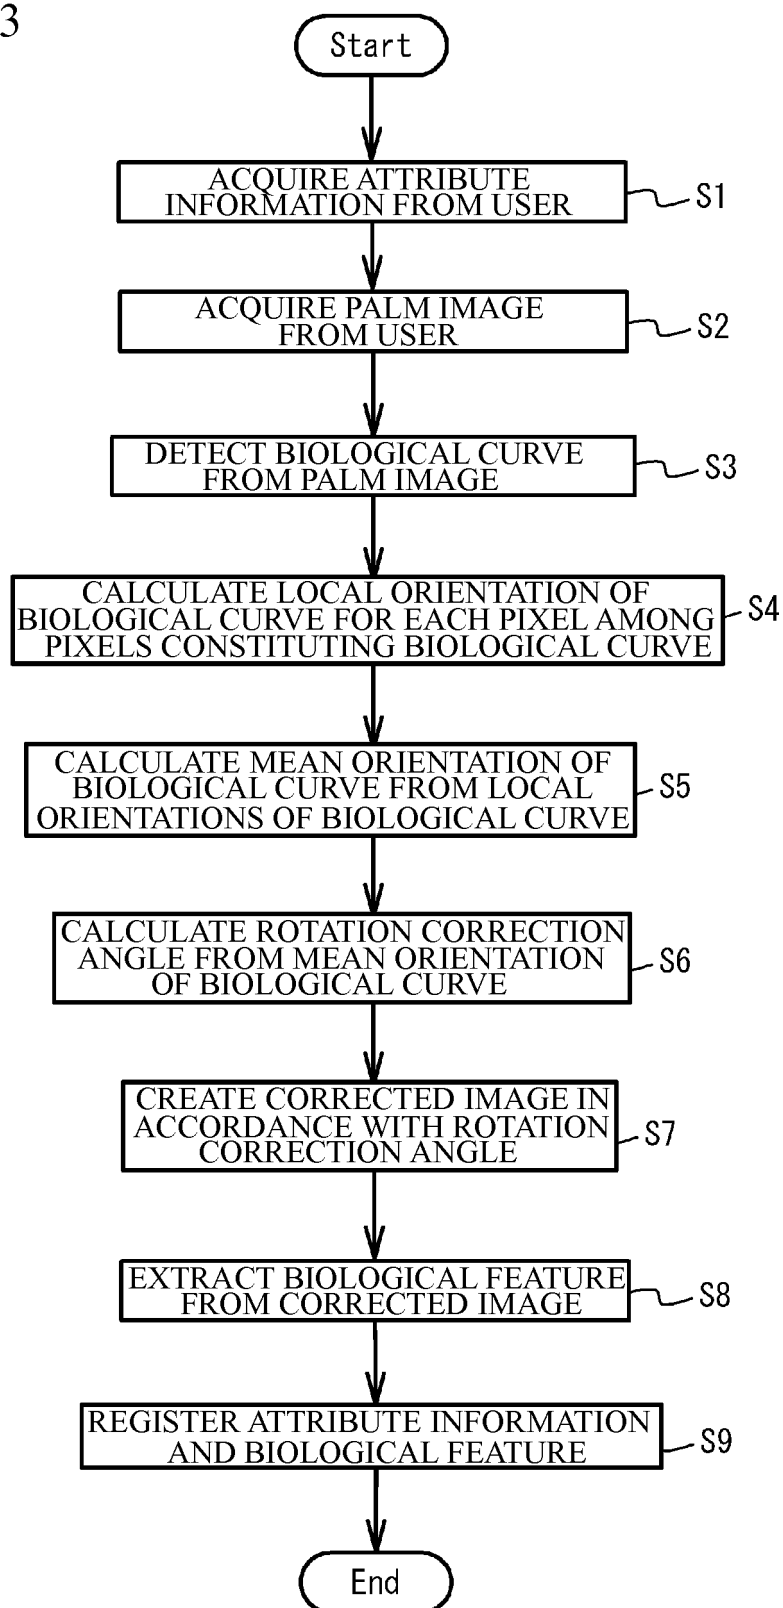 3
Start
ACQUIRE ATTRIBUTE
INFORMATION FROM USER
S1
ACQUIRE PALM IMAGE
FROM USER
S2
DETECT BIOLOGICAL CURVE
FROM PALM IMAGE
S3
CALCULATE LOCAL ORIENTATION OF
BIOLOGICAL CURVE FOR EACH PIXEL AMONG
PIXELS CONSTITUTING BIOLOGICAL CURVE
S4
CALCULATE MEAN ORIENTATION OF
BIOLOGICAL CURVE FROM LOCAL
ORIENTATIONS OF BIOLOGICAL CURVE
S5
CALCULATE ROTATION CORRECTION
ANGLE FROM MEAN ORIENTATION
OF BIOLOGICAL CURVE
S6
CREATE CORRECTED IMAGE IN
ACCORDANCE WITH ROTATION
CORRECTION ANGLE
S7
EXTRACT BIOLOGICAL FEATURE
FROM CORRECTED IMAGE
S8
REGISTER ATTRIBUTE INFORMATION
AND BIOLOGICAL FEATURE
S9
End